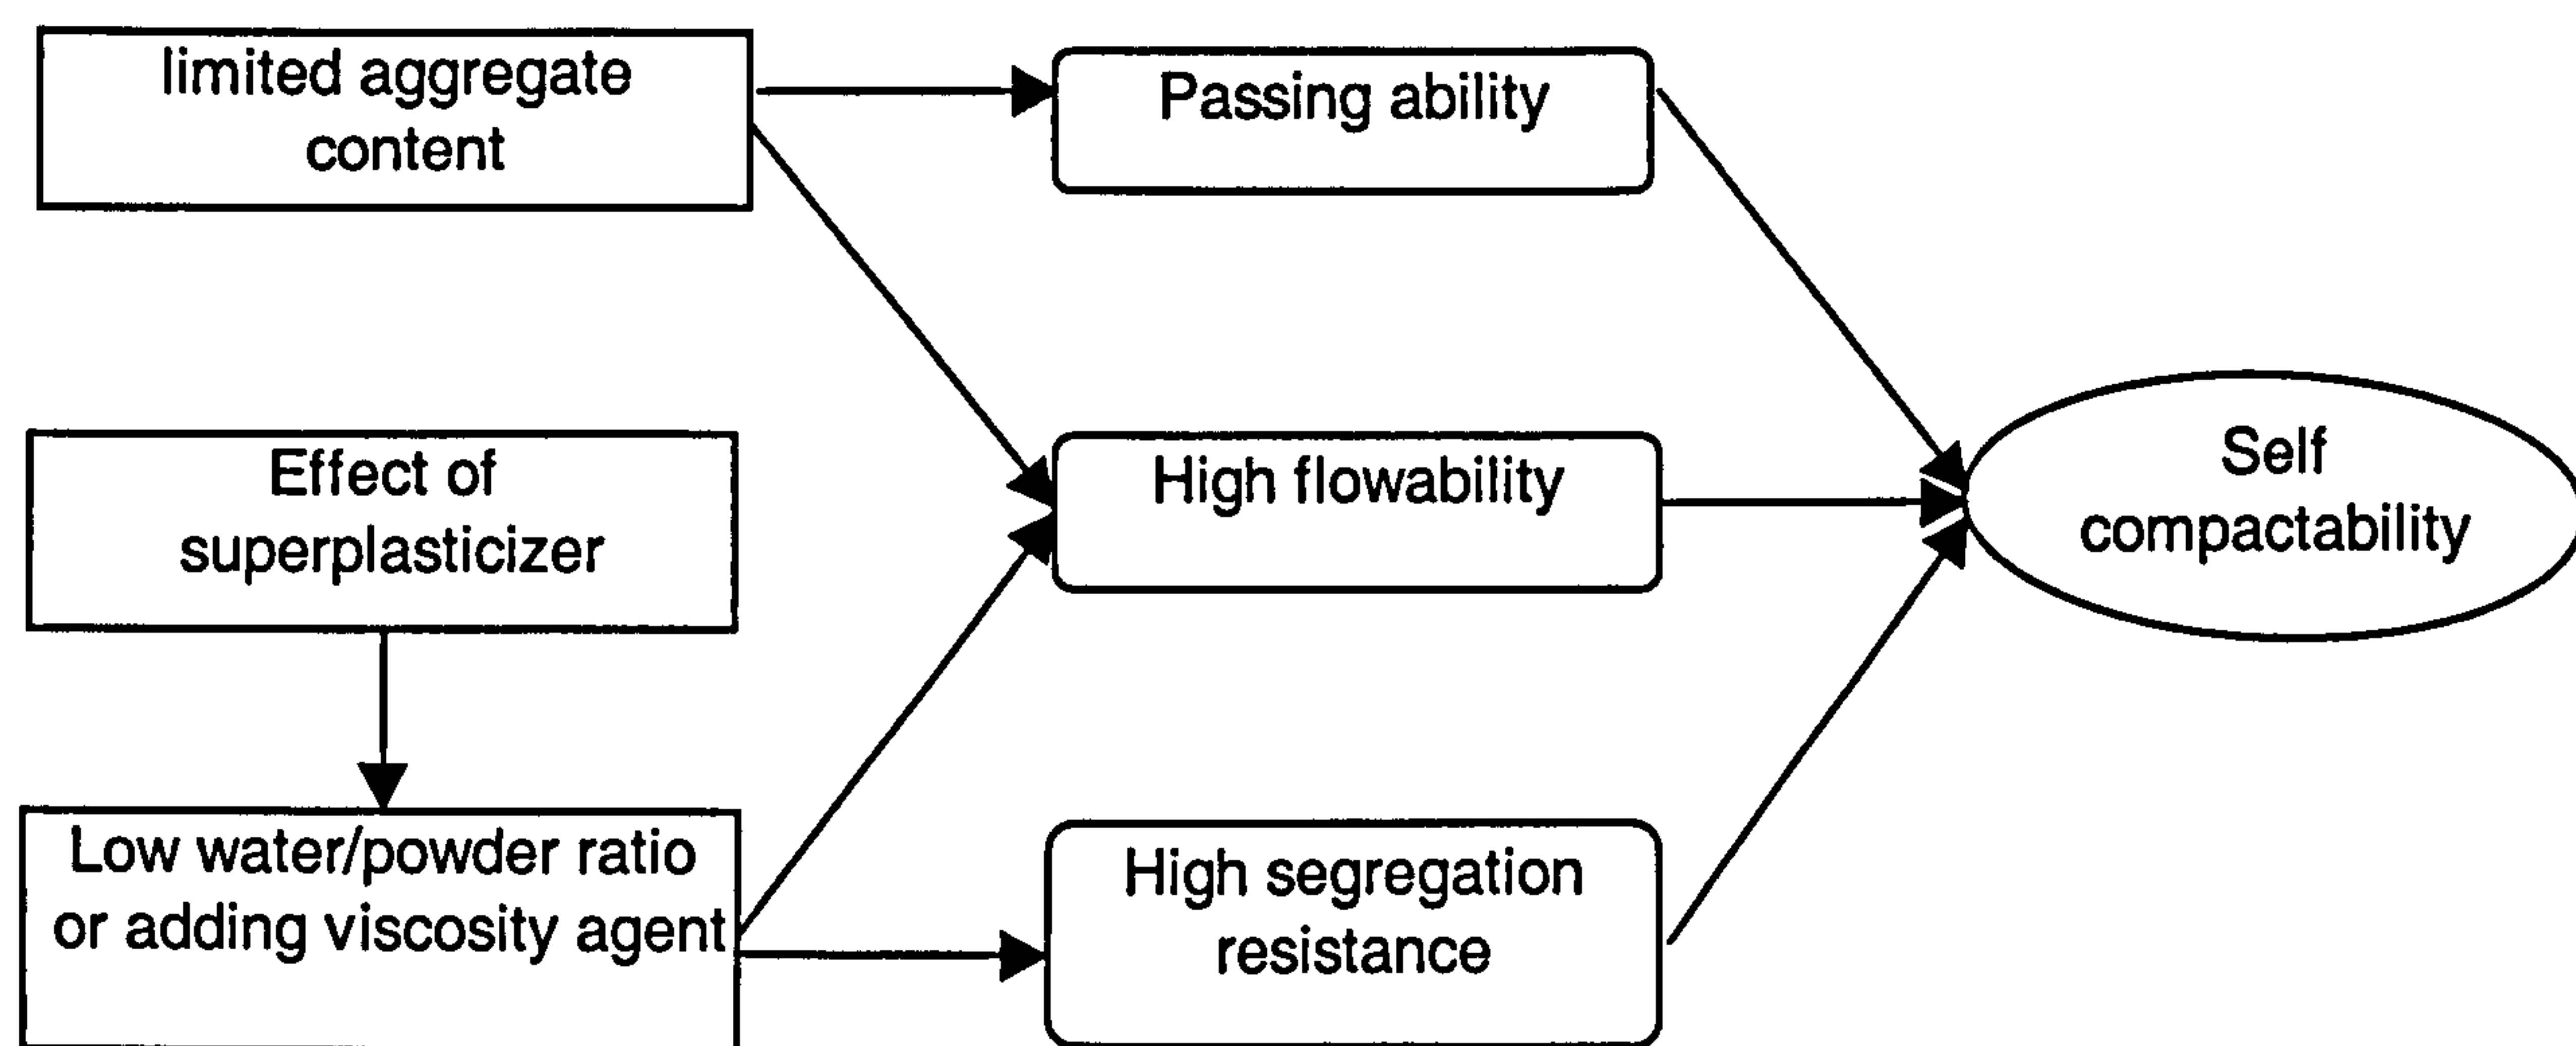 limited aggregate
content
Passing ability
Effect of
superplasticizer
High flowability
Self
compactability
Low water/powder ratio
or adding viscosity agent
High segregation
resistance